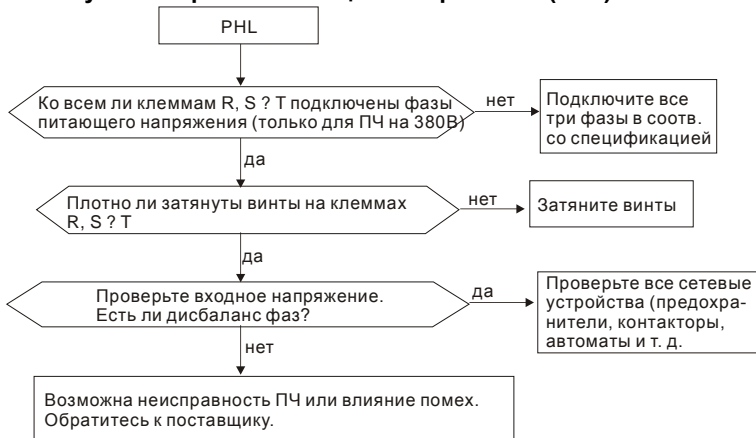 PHL
Ко всем ли клеммам R, S ? T подключены фазы
питающего напряжения (только для ПЧ на 380В)
нет
Подключите все
три фазы в соотв.
со спецификацией
да
Плотно ли затянуты винты на клеммах
R, S ? T
нет
Затяните винты
да
Проверьте входное напряжение.
Есть ли дисбаланс фаз?
да
Проверьте все сетевые
устройства (предохра-
нители, контакторы,
автоматы и т. д.
нет
Возможна неисправность ПЧ или влияние помех.
Обратитесь к поставщику.